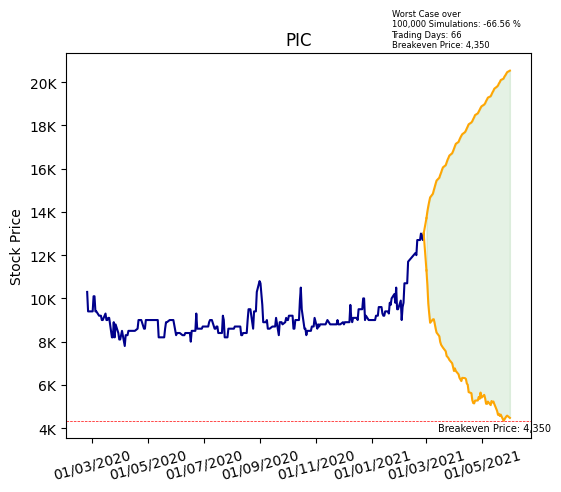 Worst Case over
100,000 Simulations: -66.56 %
Trading Days: 66
Breakeven Price: 4,350
PIC
Stock Price
20K
18K
16K
14K
12K
10K
8K
6K
4K
Breakeven Price: 4,350
01/03/2020
01/05/2020
01/07/2020
01/09/2020
01/11/2020
01/01/2021
01/03/2021
01/05/2021